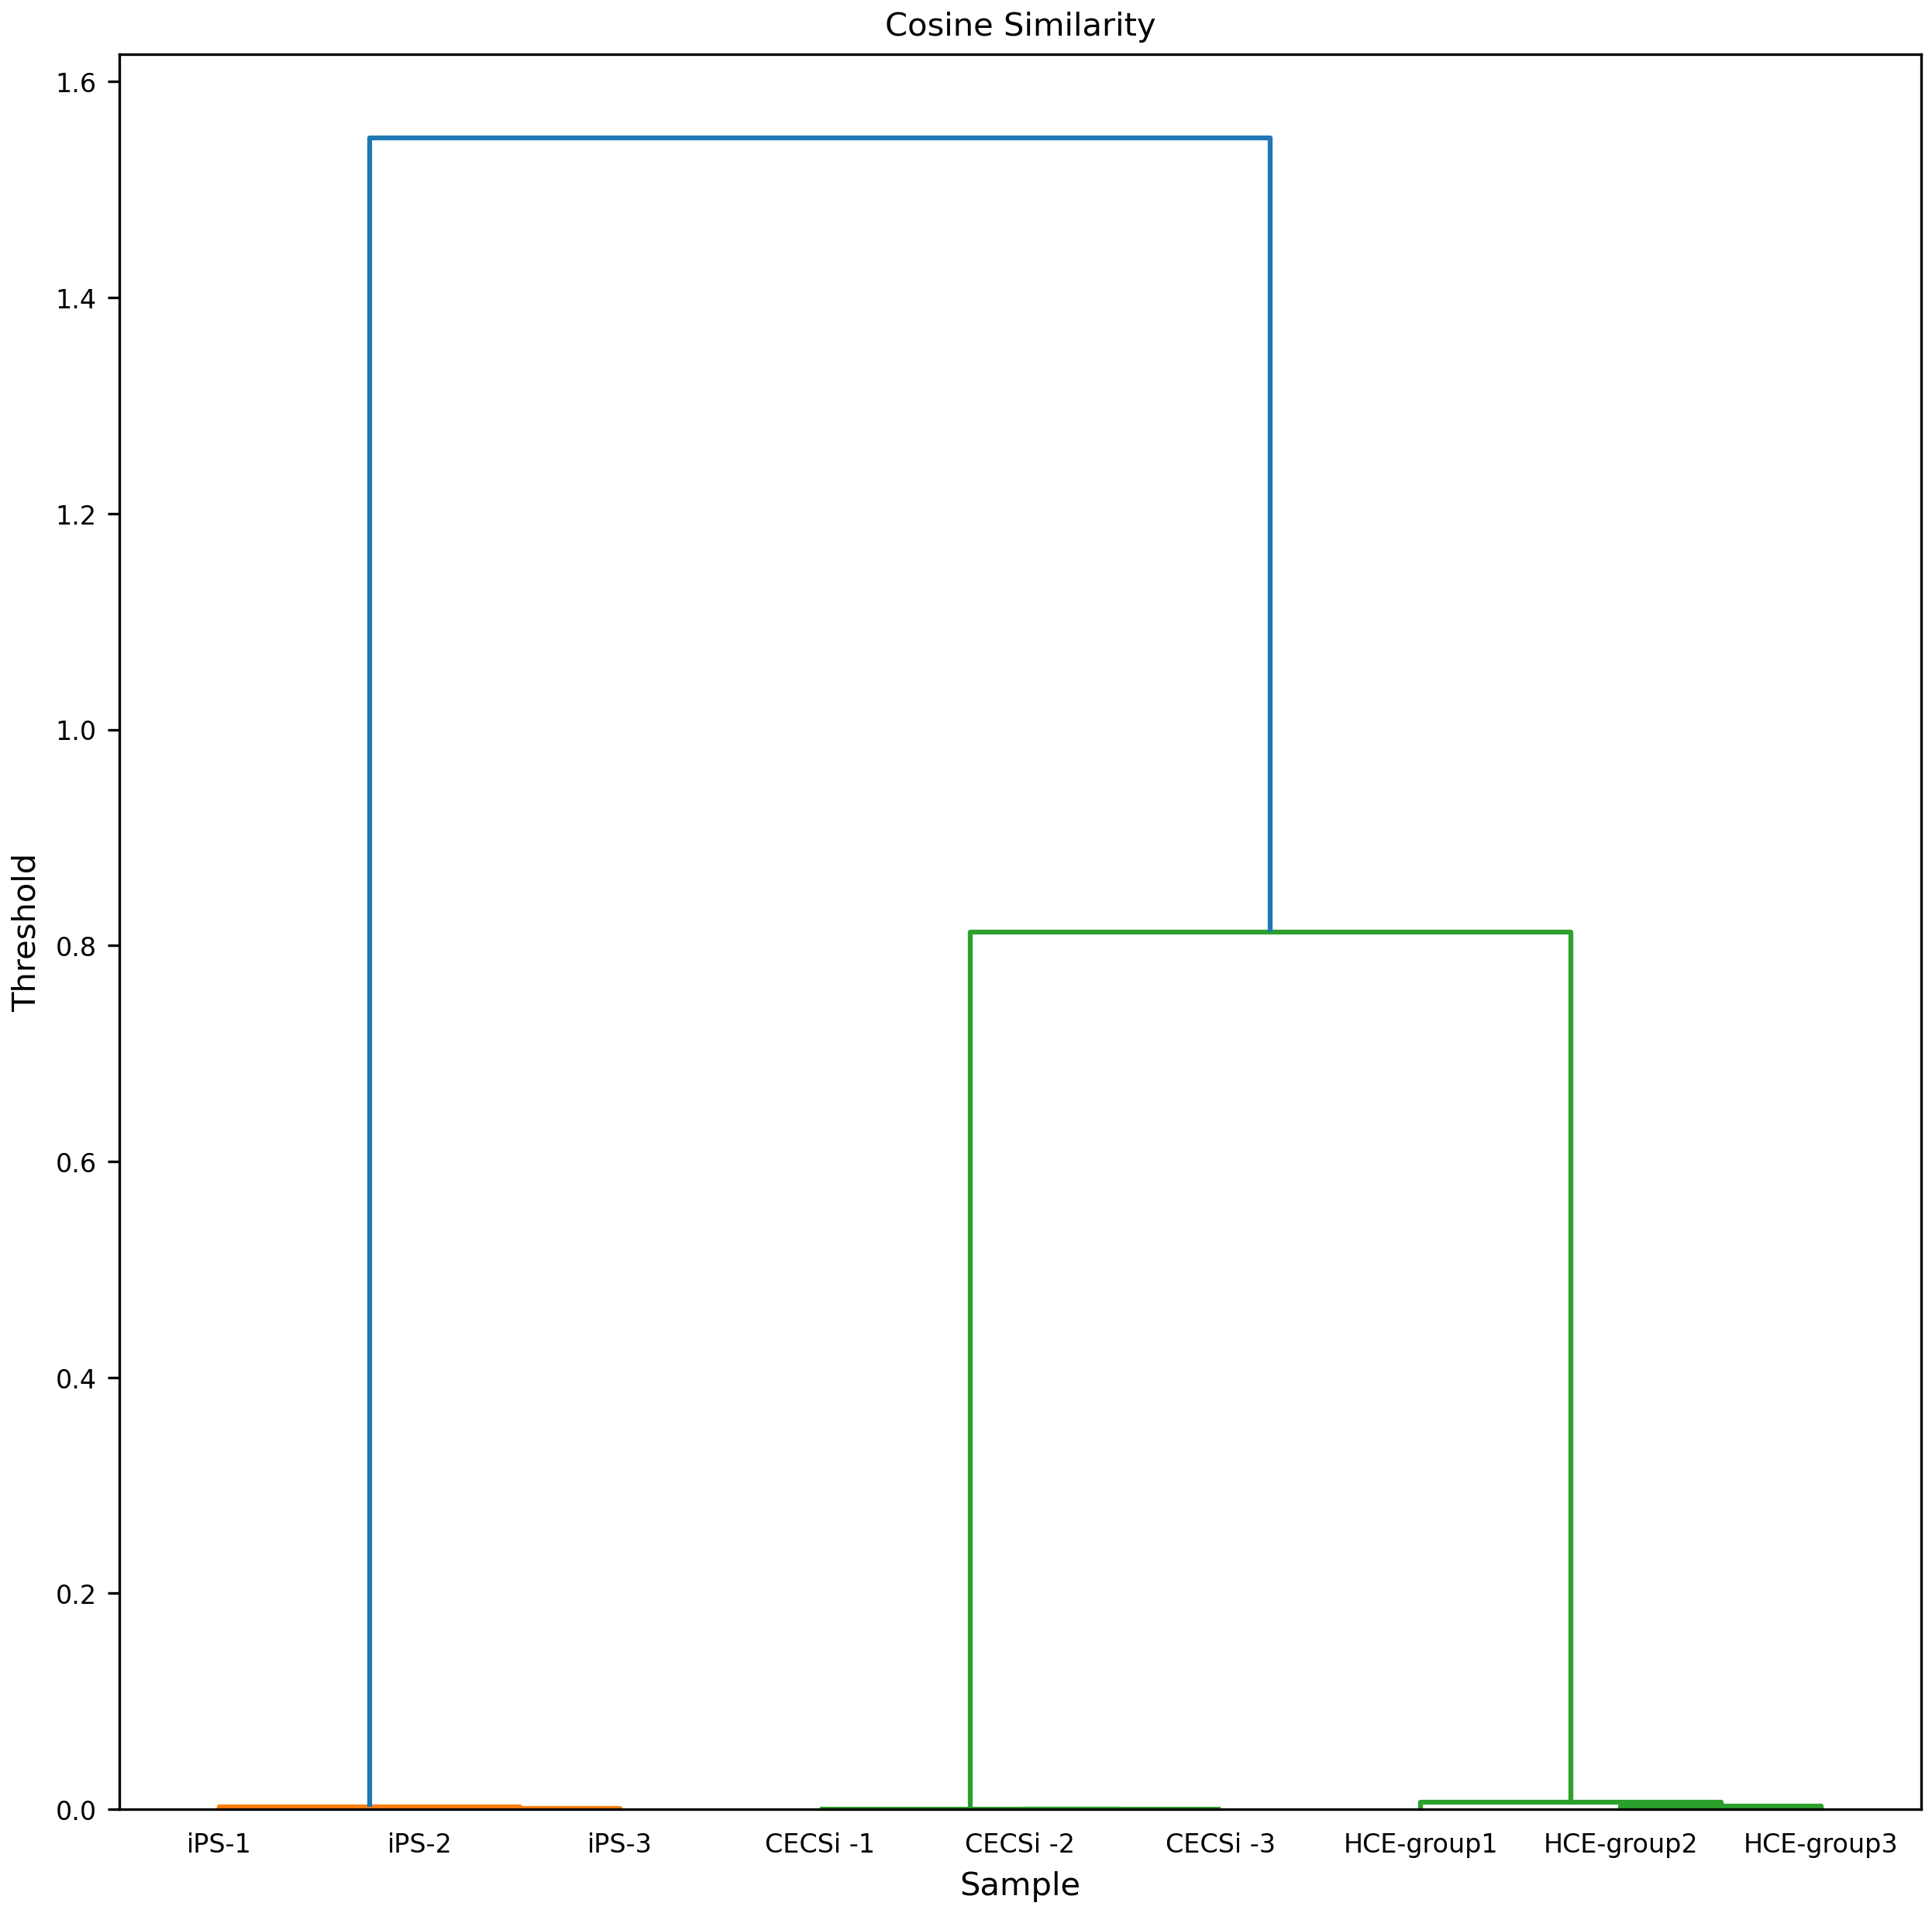 Cosine Similarity
1.6
1.4
1.2
1.0
0.8
0.6
0.4
0.2
0.0
Threshold
iPS-1 iPS-2 iPS-3 CECSi -1 CECSi -2 CECSi -3 HCE-group1 HCE-group2 HCE-group3
Sample